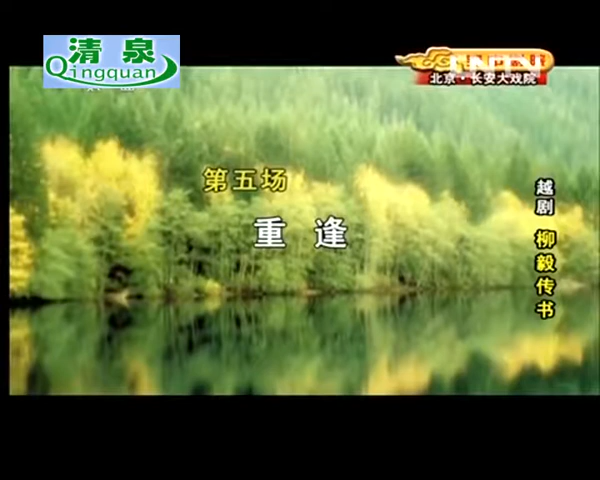 清泉
Qingquan
北京·长安大戏院
第五场
重逢
越剧 柳毅传书